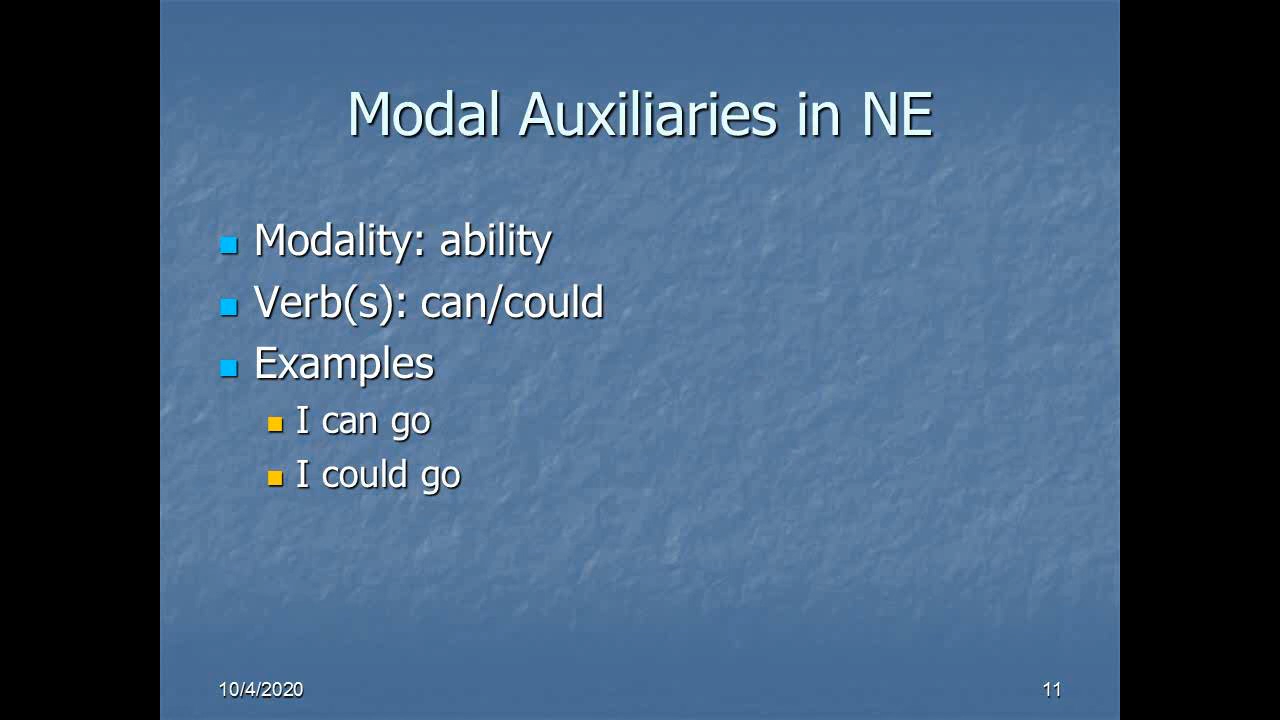 Modal Auxiliaries in NE
Modality: ability
Verb(s): can/could
Examples
I can go
I could go
10/4/2020
11